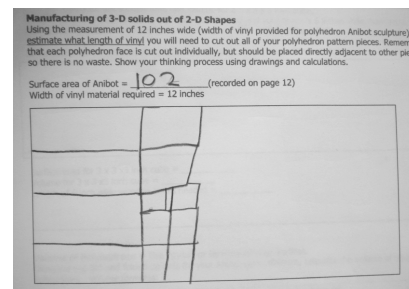 Manufacturing of 3-D solids out of 2-D Shapes
Using the measurement of 12 inches wide (width of vinyl provided for polyhedron Anibot sculpture)
estimate what length of vinyl you will need to cut out all of your polyhedron pattern pieces.
that each polyhedron face is cut out individually, but should be placed directly adjacent to other
so there is no waste. Show your thinking process using drawings and calculations.
Surface area of Anibot = 102 (recorded on page 12)
Width of vinyl material required = 12 inches